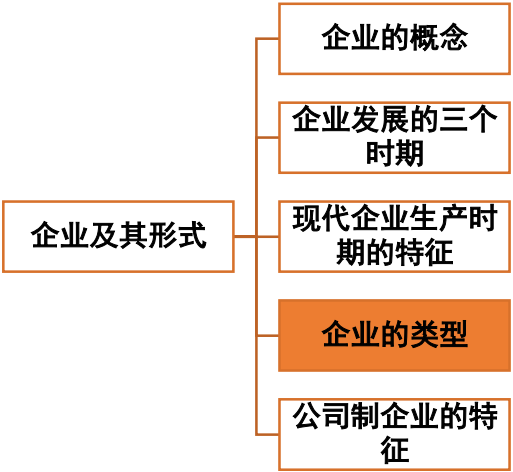 企业的概念
企业发展的三个
时期
企业及其形式
现代企业生产时
期的特征
企业的类型
公司制企业的特
征